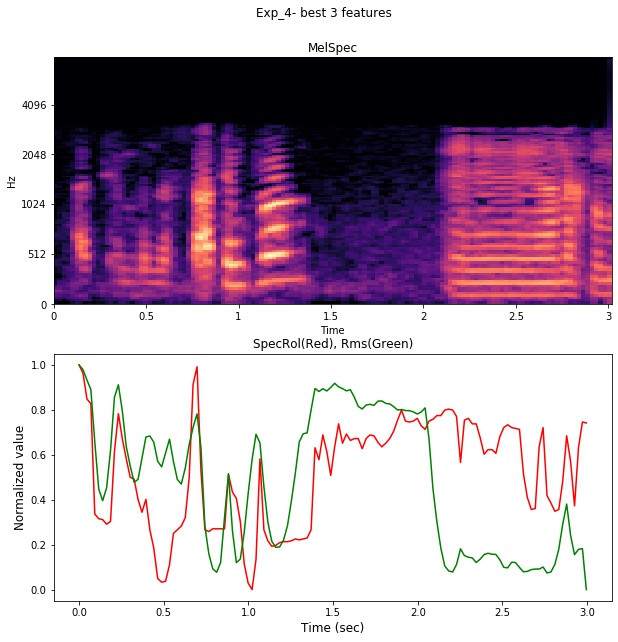 Exp_4- best 3 features
MelSpec
4096
2048
1024
512
0
Hz
0 0.5 1 1.5 2 2.5 3
Time
SpecRol(Red), Rms(Green)
1.0
0.8
0.6
0.4
0.2
0.0
Normalized value
0.0 0.5 1.0 1.5 2.0 2.5 3.0
Time (sec)